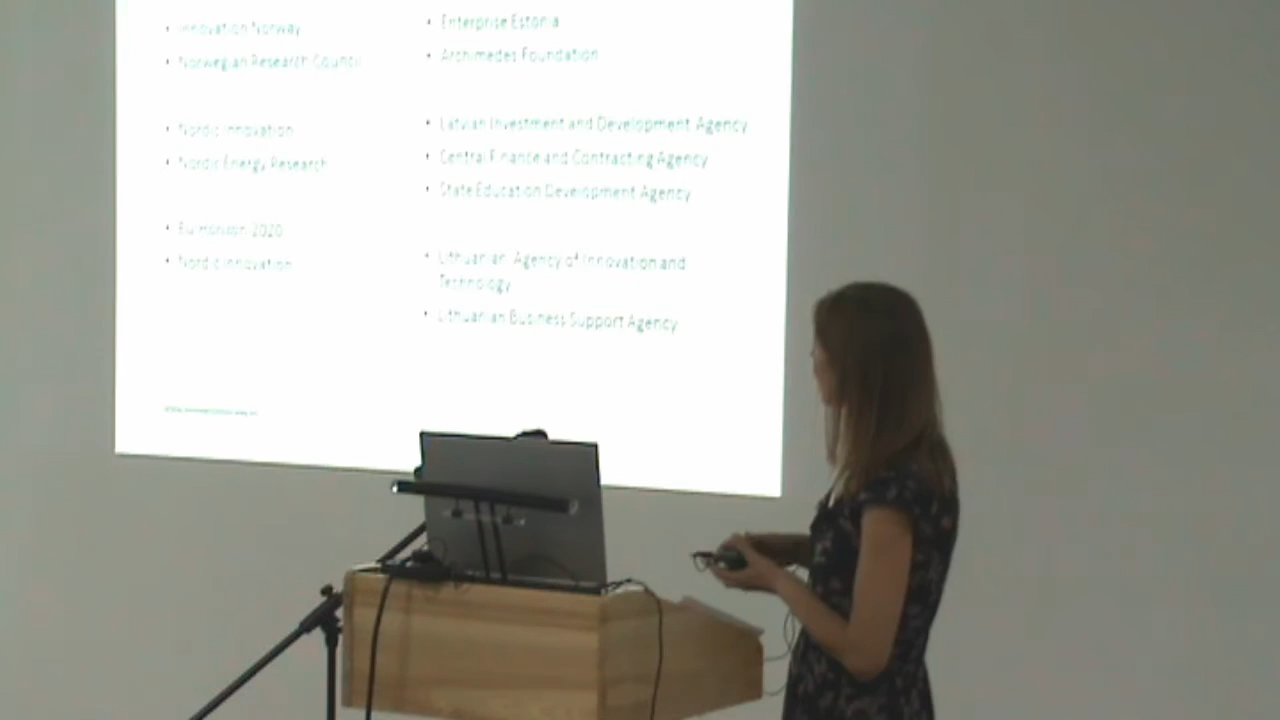 • Innovation Norway
• Norwegian Research Council
• Nordic Innovation
• Nordic Energy Research
• EU Horizon 2020
• Nordic Innovation
• Enterprise Estonia
• Archimedes Foundation
• Latvian Investment and Development Agency
• Central Finance and Contracting Agency
• State Education Development Agency
• Lithuanian Agency of Innovation and
Technology
• Lithuanian Business Support Agency